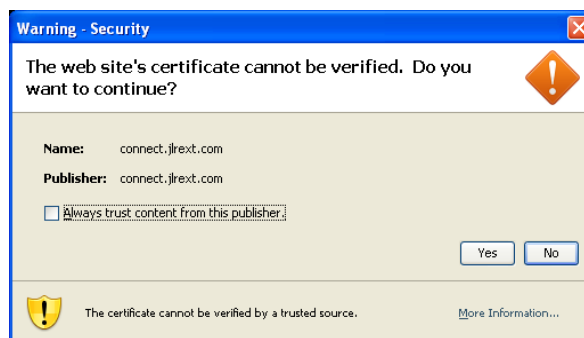 Warning - Security
The web site's certificate cannot be verified. Do you
want to continue?
Name: connect.jlrext.com
Publisher: connect.jlrext.com
Always trust content from this publisher.
Yes No
The certificate cannot be verified by a trusted source. More Information...